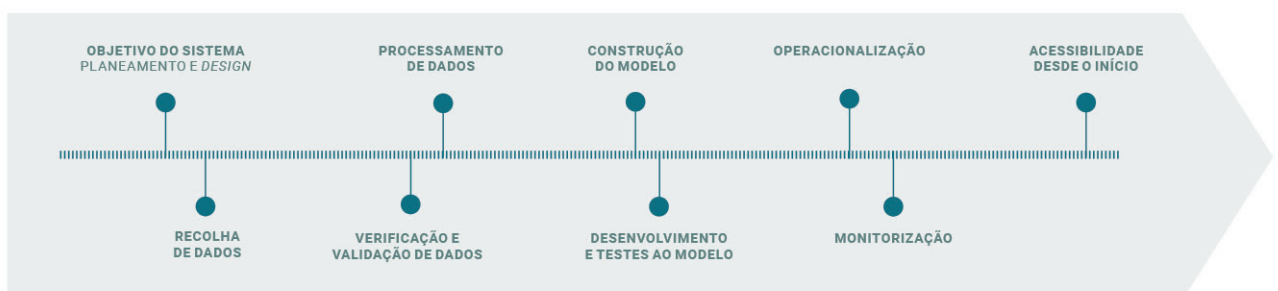 OBJETIVO DO SISTEMA
PLANEAMENTO E DESIGN
RECOLHA
DE DADOS
VERIFICAÇÃO E
VALIDAÇÃO DE DADOS
PROCESSAMENTO
DE DADOS
CONSTRUÇÃO
DO MODELO
DESENVOLVIMENTO
E TESTES AO MODELO
OPERACIONALIZAÇÃO
MONITORIZAÇÃO
ACESSIBILIDADE
DESDE O INÍCIO